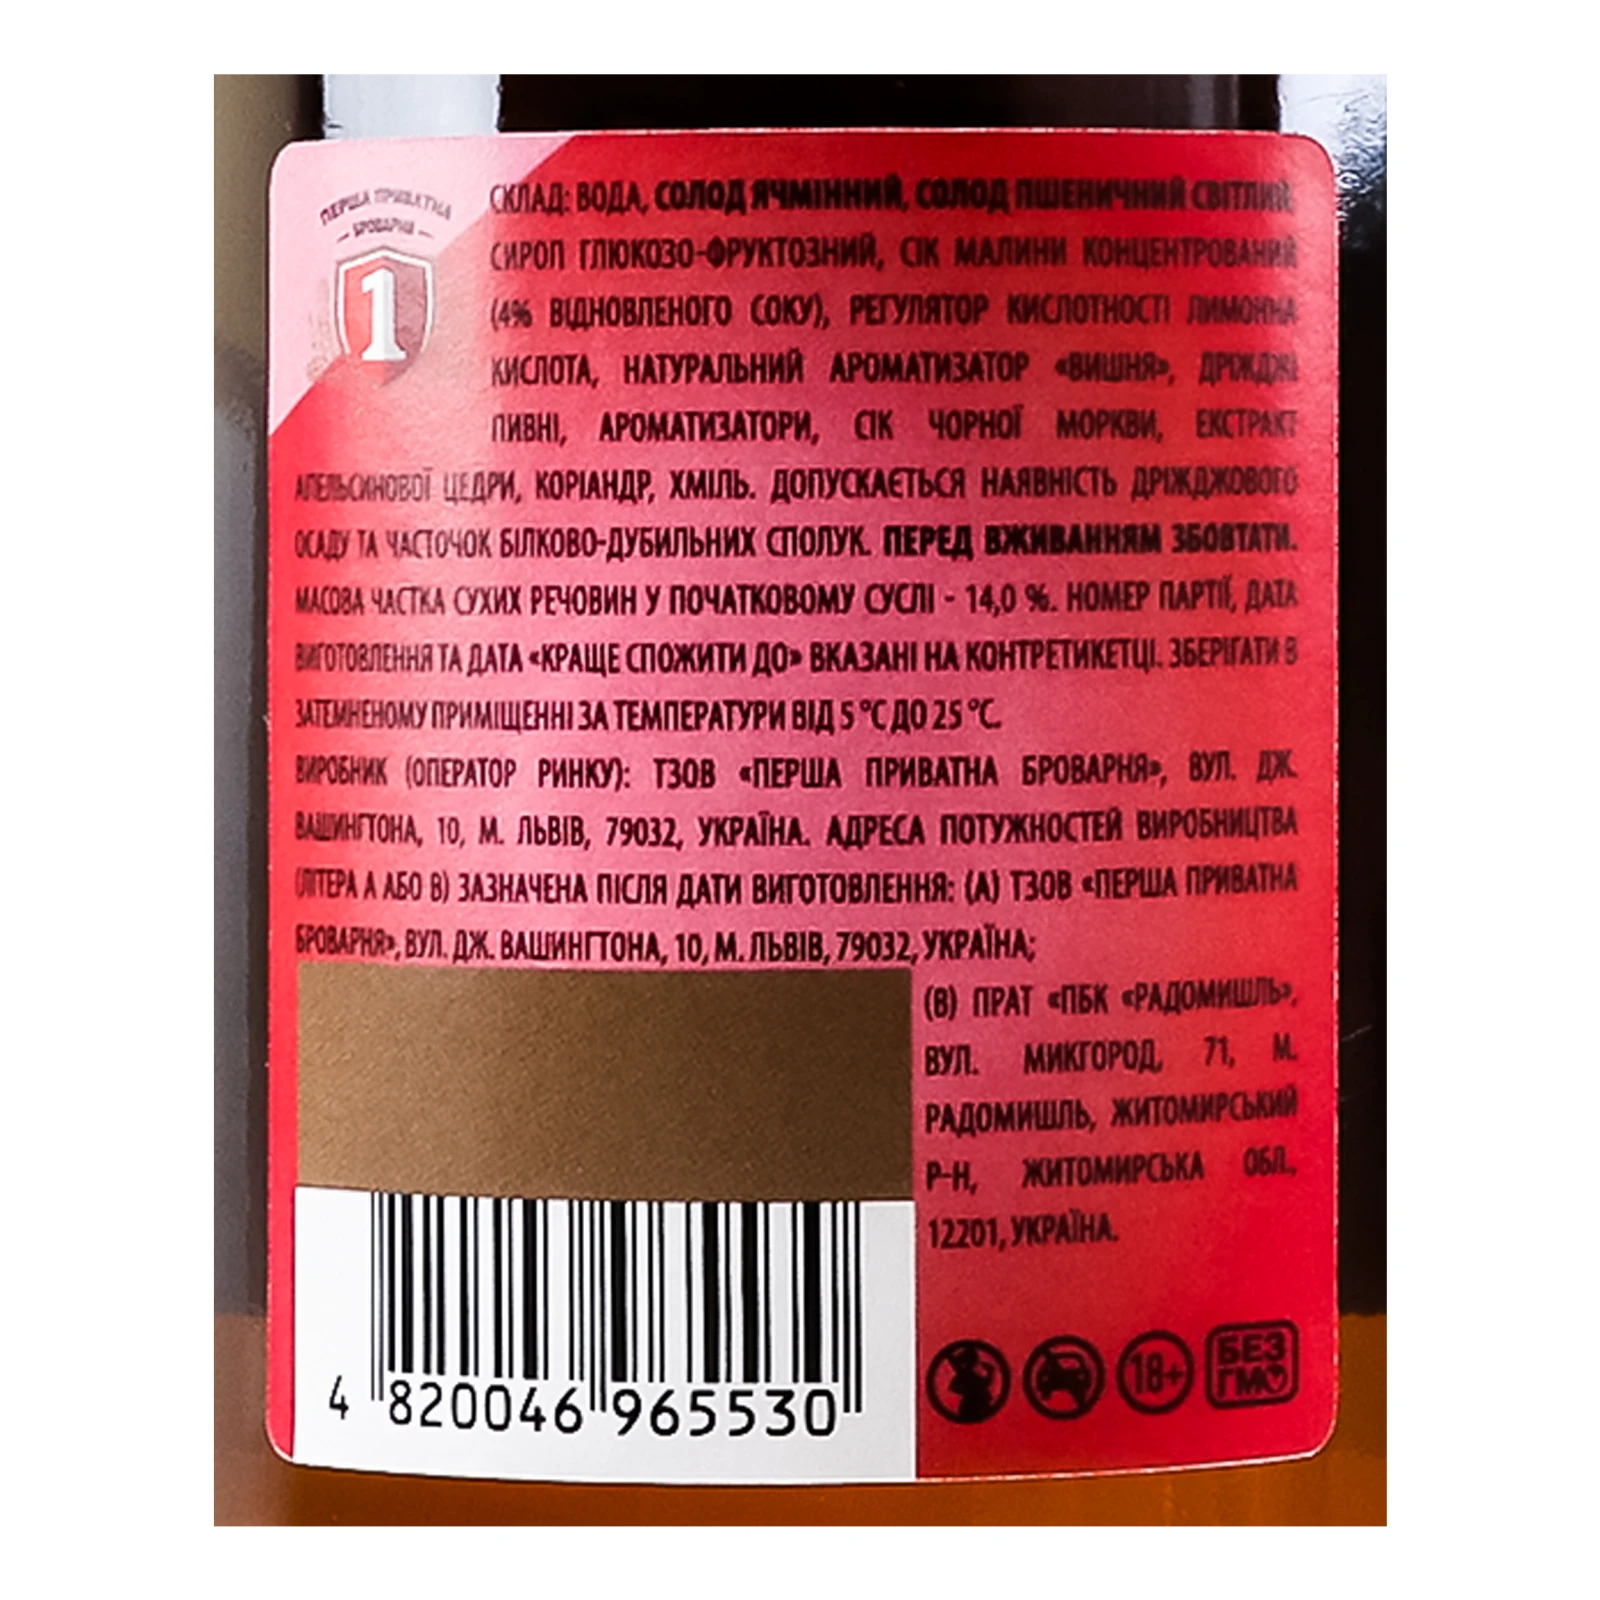 ПЕРША ПРИВАТНА
БРОВАРНЯ
1
СКЛАД: ВОДА, СОЛОД ЯЧМІННИЙ, СОЛОД ПШЕНИЧНИЙ СВІТЛИЙ,
СИРОП ГЛЮКОЗО-ФРУКТОЗНИЙ, СІК МАЛИНИ КОНЦЕНТРОВАНИЙ
(4% ВІДНОВЛЕНОГО СОКУ), РЕГУЛЯТОР КИСЛОТНОСТІ ЛИМОННА
КИСЛОТА, НАТУРАЛЬНИЙ АРОМАТИЗАТОР «ВИШНЯ», ДРІЖДЖІ
ПИВНІ, АРОМАТИЗАТОРИ, СІК ЧОРНОЇ МОРКВИ, ЕКСТРАКТ
АПЕЛЬСИНОВОЇ ЦЕДРИ, КОРІАНДР, ХМІЛЬ. ДОПУСКАЄТЬСЯ НАЯВНІСТЬ ДРІЖДЖОВОГО
ОСАДУ ТА ЧАСТОЧОК БІЛКОВО-ДУБИЛЬНИХ СПОЛУК. ПЕРЕД ВЖИВАННЯМ ЗБОВТАТИ.
МАСОВА ЧАСТКА СУХИХ РЕЧОВИН У ПОЧАТКОВОМУ СУСЛІ - 14,0 %. НОМЕР ПАРТІЇ, ДАТА
ВИГОТОВЛЕННЯ ТА ДАТА «КРАЩЕ СПОЖИТИ ДО» ВКАЗАНІ НА КОНТРЕТИКЕТЦІ. ЗБЕРІГАТИ В
ЗАТЕМНЕНОМУ ПРИМІЩЕННІ ЗА ТЕМПЕРАТУРИ ВІД 5 °С ДО 25 °С.
ВИРОБНИК (ОПЕРАТОР РИНКУ): ТЗОВ «ПЕРША ПРИВАТНА БРОВАРНЯ», ВУЛ. ДЖ.
ВАШИНГТОНА, 10, М. ЛЬВІВ, 79032, УКРАЇНА. АДРЕСА ПОТУЖНОСТЕЙ ВИРОБНИЦТВА
(ЛІТЕРА А АБО В) ЗАЗНАЧЕНА ПІСЛЯ ДАТИ ВИГОТОВЛЕННЯ: (А) ТЗОВ «ПЕРША ПРИВАТНА
БРОВАРНЯ», ВУЛ. ДЖ. ВАШИНГТОНА, 10, М. ЛЬВІВ, 79032, УКРАЇНА;
(В) ПРАТ «ПБК «РАДОМИШЛЬ»,
ВУЛ. МИКГОРОД, 71, М.
РАДОМИШЛЬ, ЖИТОМИРСЬКИЙ
Р-Н, ЖИТОМИРСЬКА ОБЛ.,
12201, УКРАЇНА.
4 820046 965530
18+
БЕЗ
ГМО